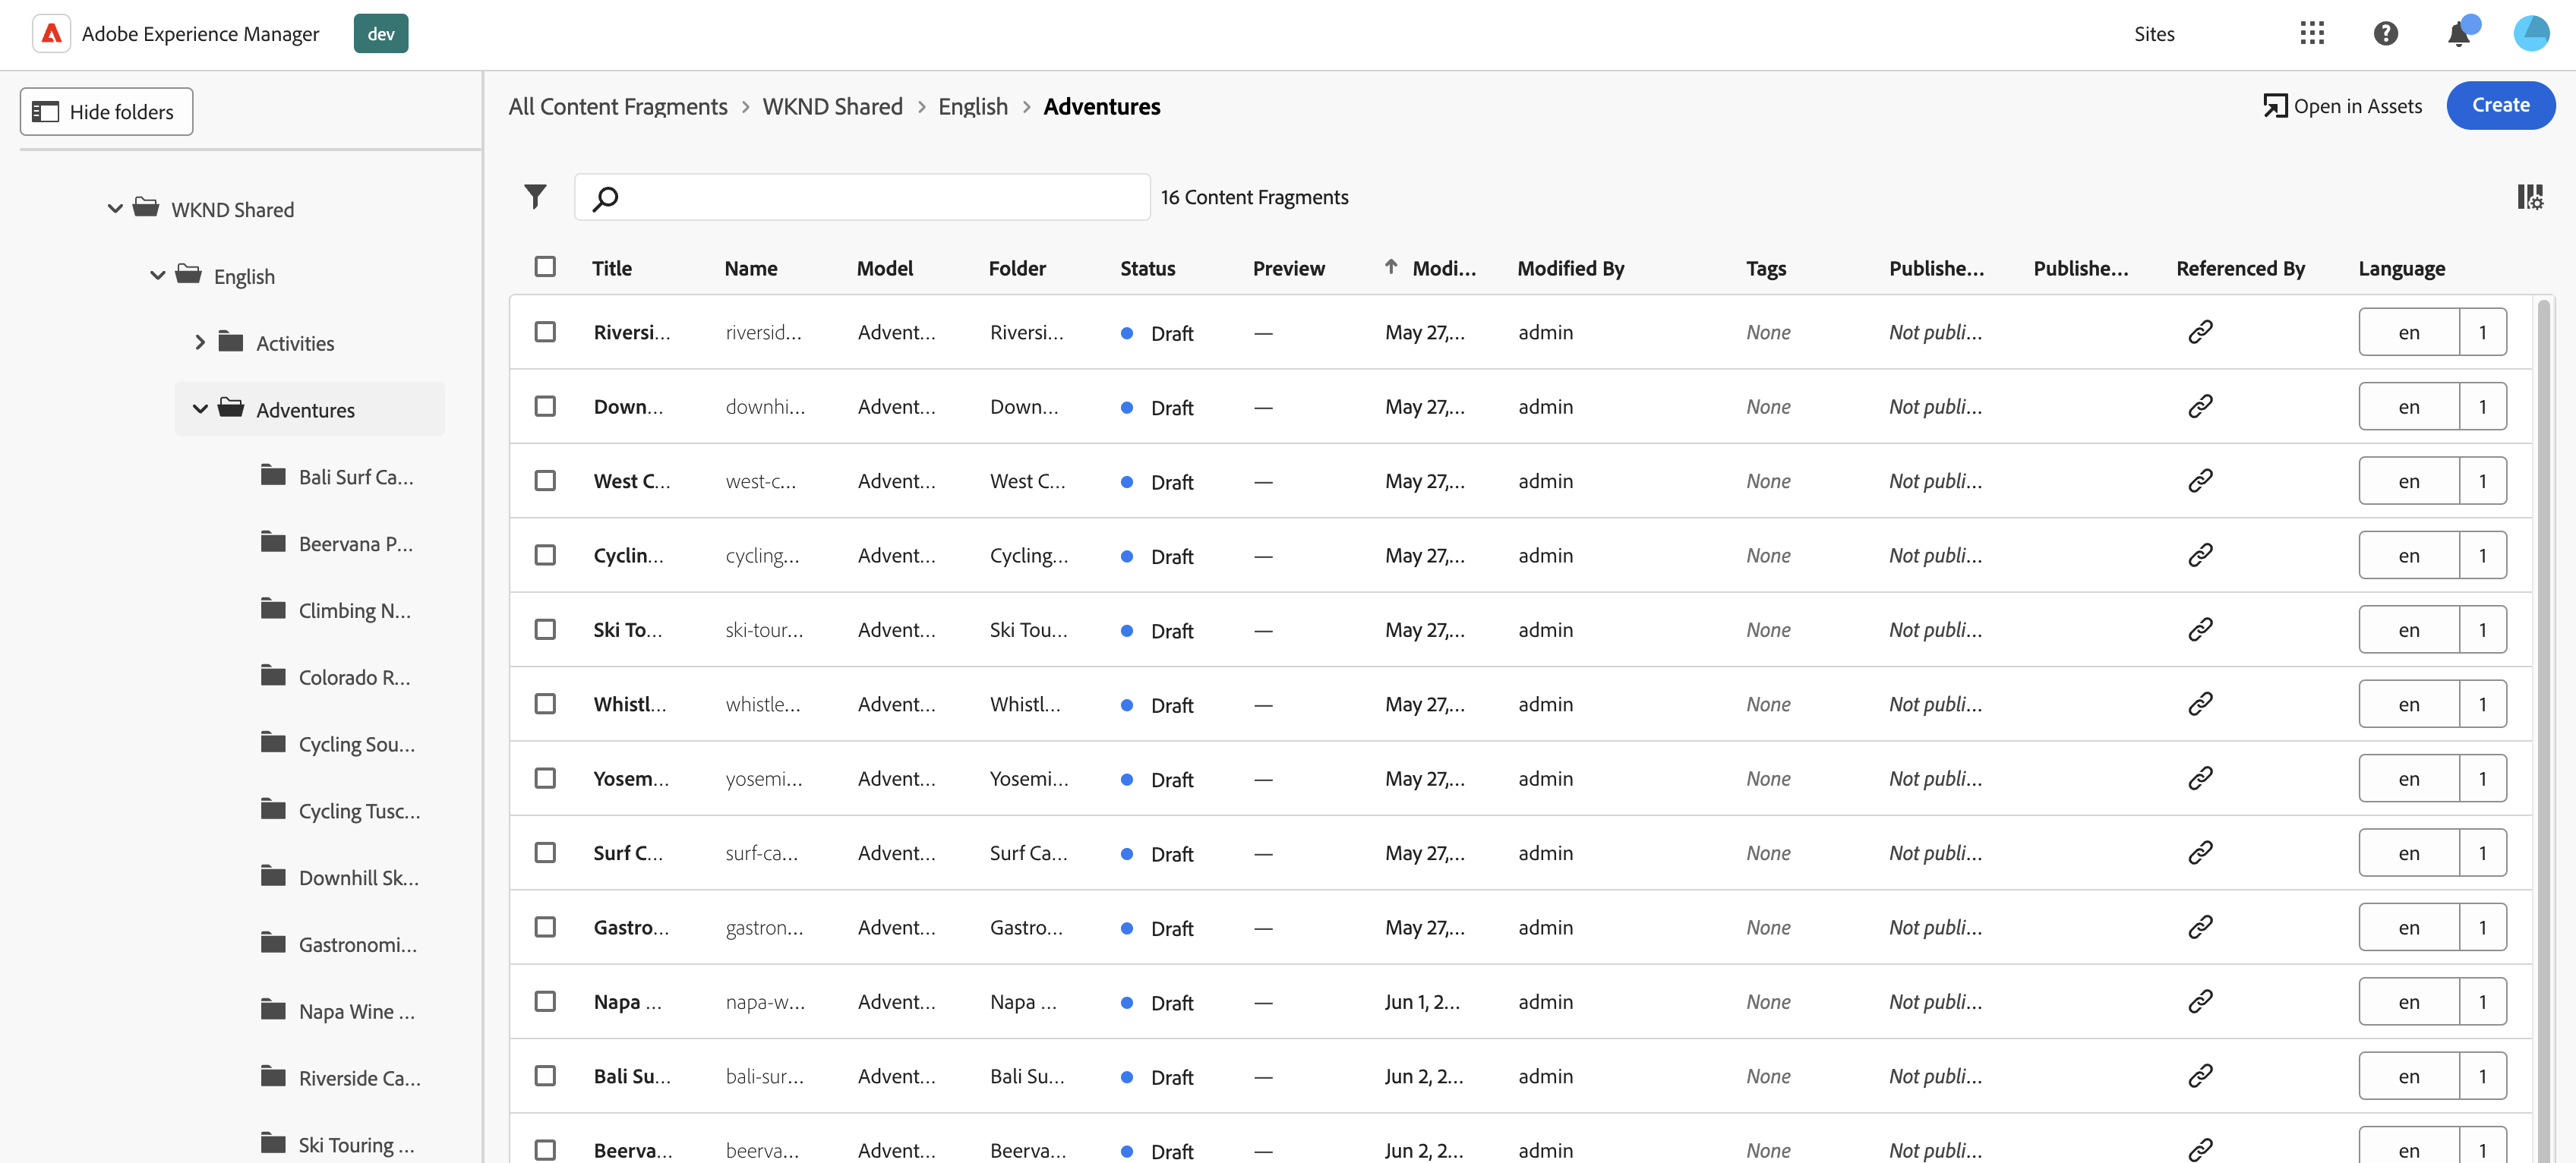 Adobe Experience Manager dev Sites
Hide folders
All Content Fragments > WKND Shared > English > Adventures Open in Assets Create
16 Content Fragments
WKND Shared
English
Activities
Adventures
Bali Surf Ca...
Beervana P...
Climbing N...
Colorado R...
Cycling Sou...
Cycling Tusc...
Downhill Sk...
Gastronomi...
Napa Wine ...
Riverside Ca...
Ski Touring ...
Title Name Model Folder Status Preview Modi... Modified By Tags Publishe... Publishe... Referenced By Language
Riversi... riversid... Advent... Riversi... Draft — May 27,... admin None Not publi... en 1
Down... downhi... Advent... Down... Draft — May 27,... admin None Not publi... en 1
West C... west-c... Advent... West C... Draft — May 27,... admin None Not publi... en 1
Cyclin... cycling... Advent... Cycling... Draft — May 27,... admin None Not publi... en 1
Ski To... ski-tour... Advent... Ski Tou... Draft — May 27,... admin None Not publi... en 1
Whistl... whistle... Advent... Whistl... Draft — May 27,... admin None Not publi... en 1
Yosem... yosemi... Advent... Yosemi... Draft — May 27,... admin None Not publi... en 1
Surf C... surf-ca... Advent... Surf Ca... Draft — May 27,... admin None Not publi... en 1
Gastro... gastron... Advent... Gastro... Draft — May 27,... admin None Not publi... en 1
Napa ... napa-w... Advent... Napa ... Draft — Jun 1, 2... admin None Not publi... en 1
Bali Su... bali-sur... Advent... Bali Su... Draft — Jun 2, 2... admin None Not publi... en 1
Beerva... beerva... Advent... Beerva... Draft — Jun 2, 2... admin None Not publi... en 1